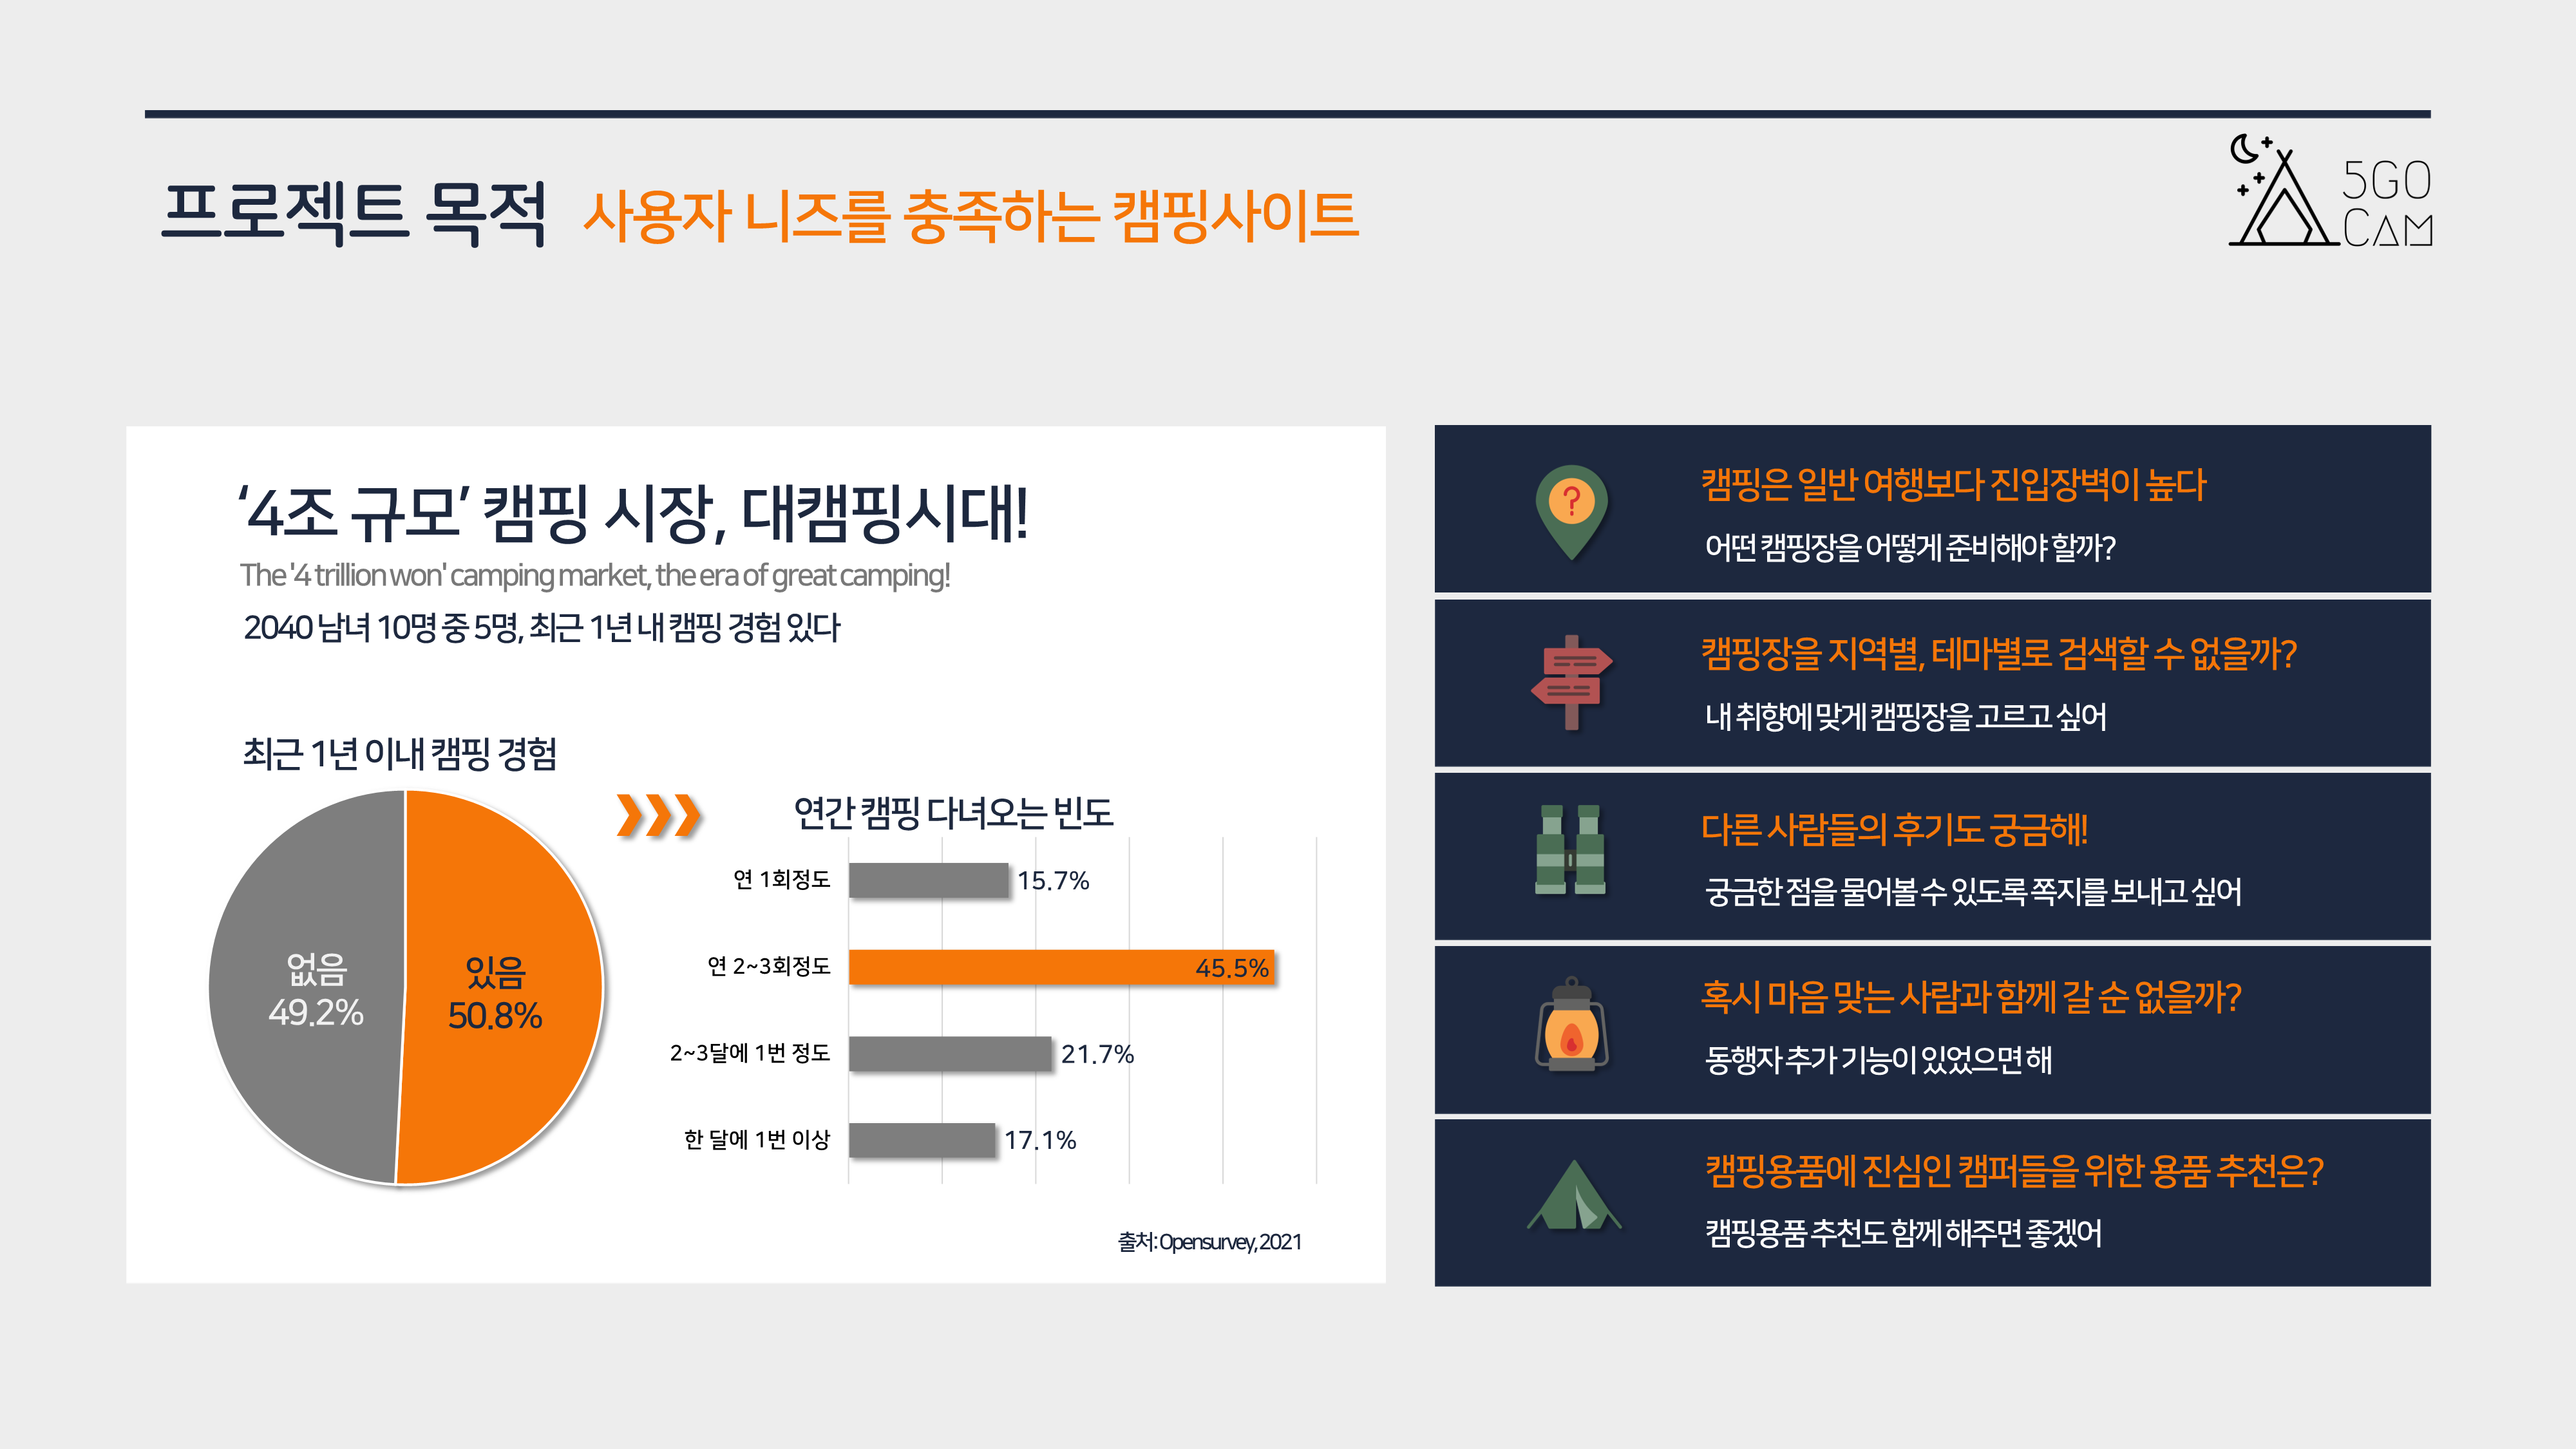 프로젝트 목적 사용자 니즈를 충족하는 캠핑사이트
5GO
CAM
‘4조 규모’ 캠핑 시장, 대캠핑시대!
The '4 trillion won' camping market, the era of great camping!
2040 남녀 10명 중 5명, 최근 1년 내 캠핑 경험 있다
최근 1년 이내 캠핑 경험
없음
49.2%
있음
50.8%
연간 캠핑 다녀오는 빈도
연 1회정도 15.7%
연 2~3회정도 45.5%
2~3달에 1번 정도 21.7%
한 달에 1번 이상 17.1%
출처: Opensurvey, 2021
?
캠핑은 일반 여행보다 진입장벽이 높다
어떤 캠핑장을 어떻게 준비해야 할까?
캠핑장을 지역별, 테마별로 검색할 수 없을까?
내 취향에 맞게 캠핑장을 고르고 싶어
다른 사람들의 후기도 궁금해!
궁금한 점을 물어볼 수 있도록 쪽지를 보내고 싶어
혹시 마음 맞는 사람과 함께 갈 순 없을까?
동행자 추가 기능이 있었으면 해
캠핑용품에 진심인 캠퍼들을 위한 용품 추천은?
캠핑용품 추천도 함께 해주면 좋겠어